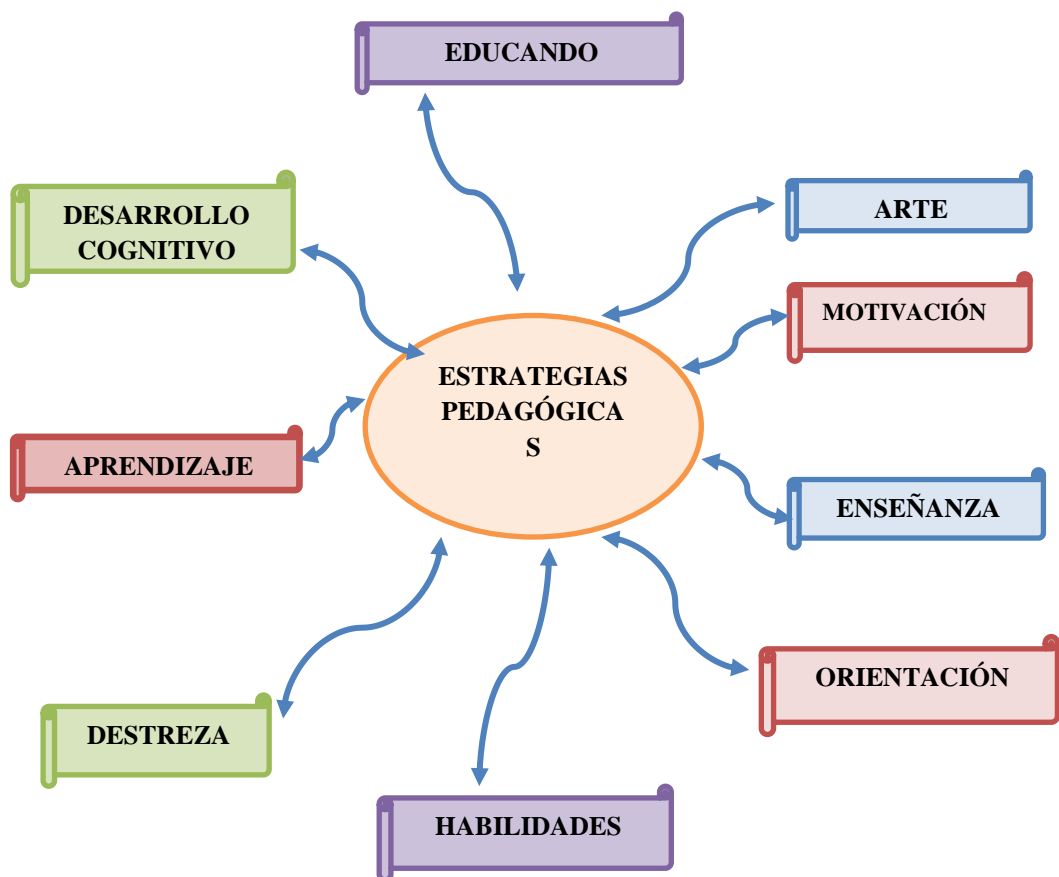 EDUCANDO
DESARROLLO
COGNITIVO
ARTE
MOTIVACIÓN
ESTRATEGIAS
PEDAGÓGICA
S
APRENDIZAJE
ENSEÑANZA
ORIENTACIÓN
DESTREZA
HABILIDADES